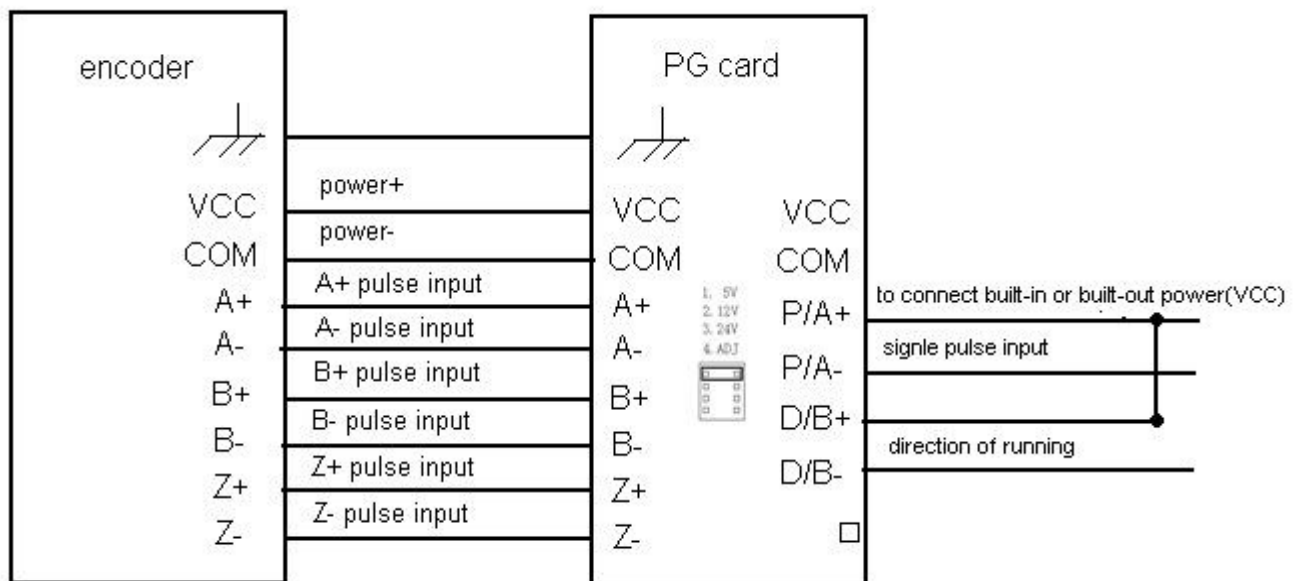 encoder
PG card
power+
VCC
VCC
VCC
power-
COM
COM
COM
A+ pulse input
A+
A+
1. 5V
2.12V
3. 24V
4. ADJ
P/A+
to connect built-in or built-out power(VCC)
A- pulse input
A-
A-
P/A-
signle pulse input
B+ pulse input
B+
B+
D/B+
B- pulse input
B-
B-
D/B-
direction of running
Z+ pulse input
Z+
Z+
Z- pulse input
Z-
Z-